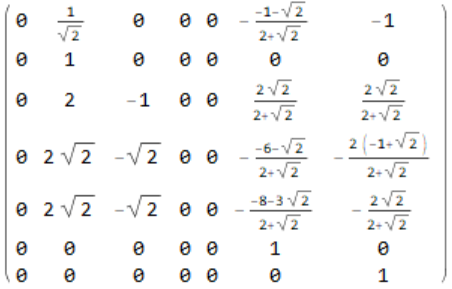 0 1/√2 0 0 0 - (-1-√2)/(2+√2) -1
0 1 0 0 0 0 0
0 2 -1 0 0 2√2/(2+√2) 2√2/(2+√2)
0 2√2 -√2 0 0 - (-6-√2)/(2+√2) - 2(-1+√2)/(2+√2)
0 2√2 -√2 0 0 - (-8-3√2)/(2+√2) - 2√2/(2+√2)
0 0 0 0 0 1 0
0 0 0 0 0 0 1